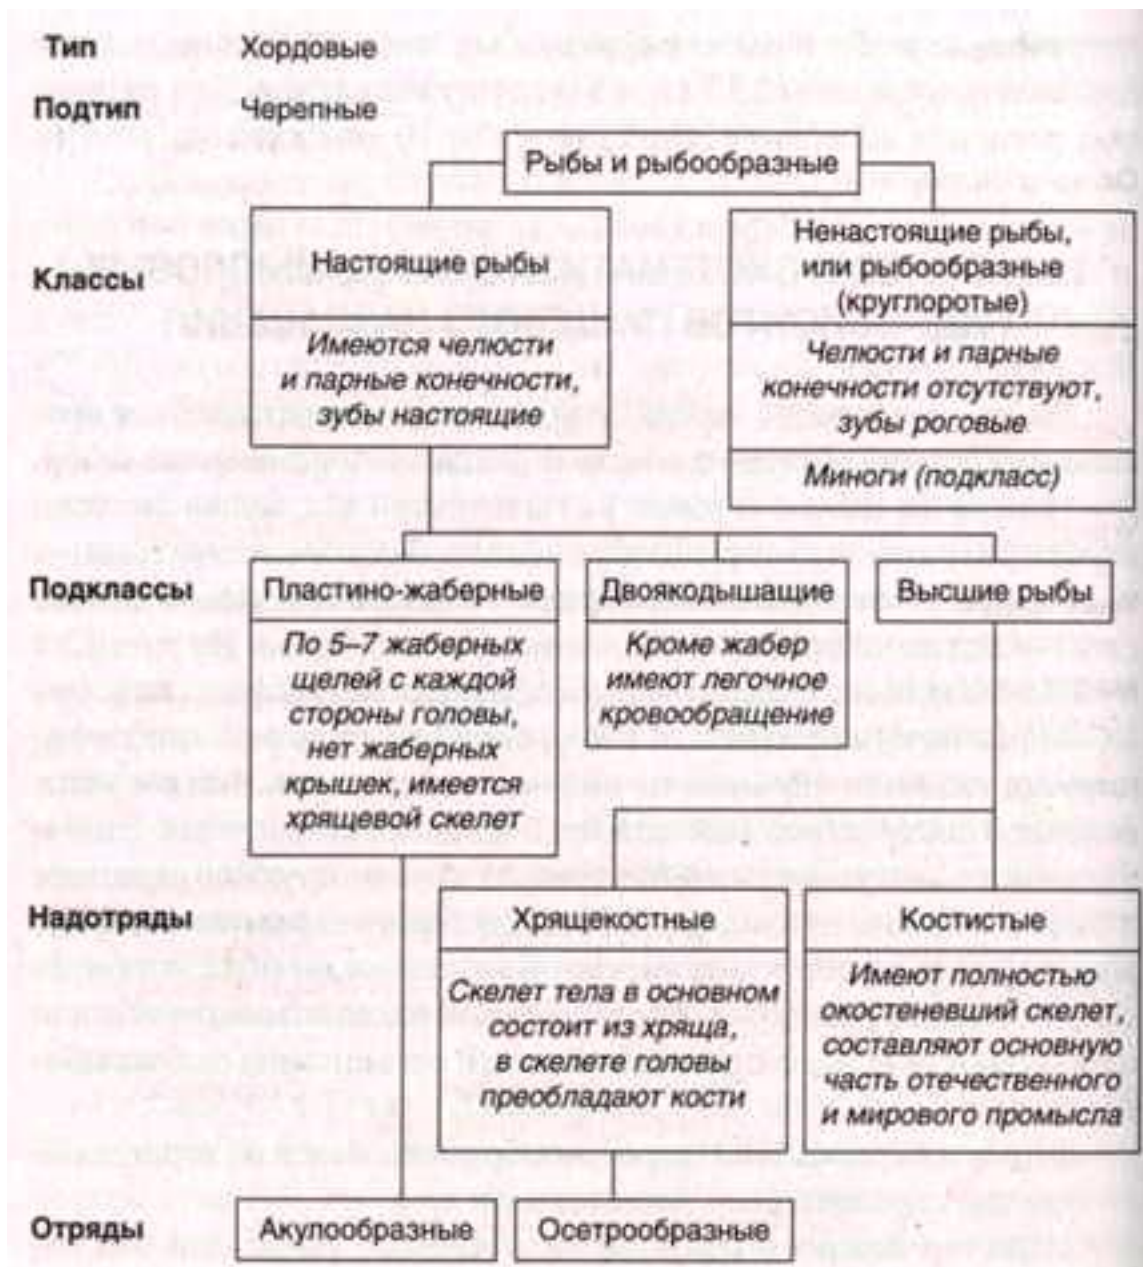 Тип Хордовые
Подтип Черепные
Рыбы и рыбообразные
Классы
Настоящие рыбы
Имеются челюсти
и парные конечности,
зубы настоящие
Ненастоящие рыбы,
или рыбообразные
(круглоротые)
Челюсти и парные
конечности отсутствуют,
зубы роговые
Миноги (подкласс)
Подклассы
Пластино-жаберные
По 5–7 жаберных
щелей с каждой
стороны головы,
нет жаберных
крышек, имеется
хрящевой скелет
Двоякодышащие
Кроме жабер
имеют легочное
кровообращение
Высшие рыбы
Надотряды
Хрящекостные
Скелет тела в основном
состоит из хряща,
в скелете головы
преобладают кости
Костистые
Имеют полностью
окостеневший скелет,
составляют основную
часть отечественного
и мирового промысла
Отряды
Акулообразные
Осетрообразные